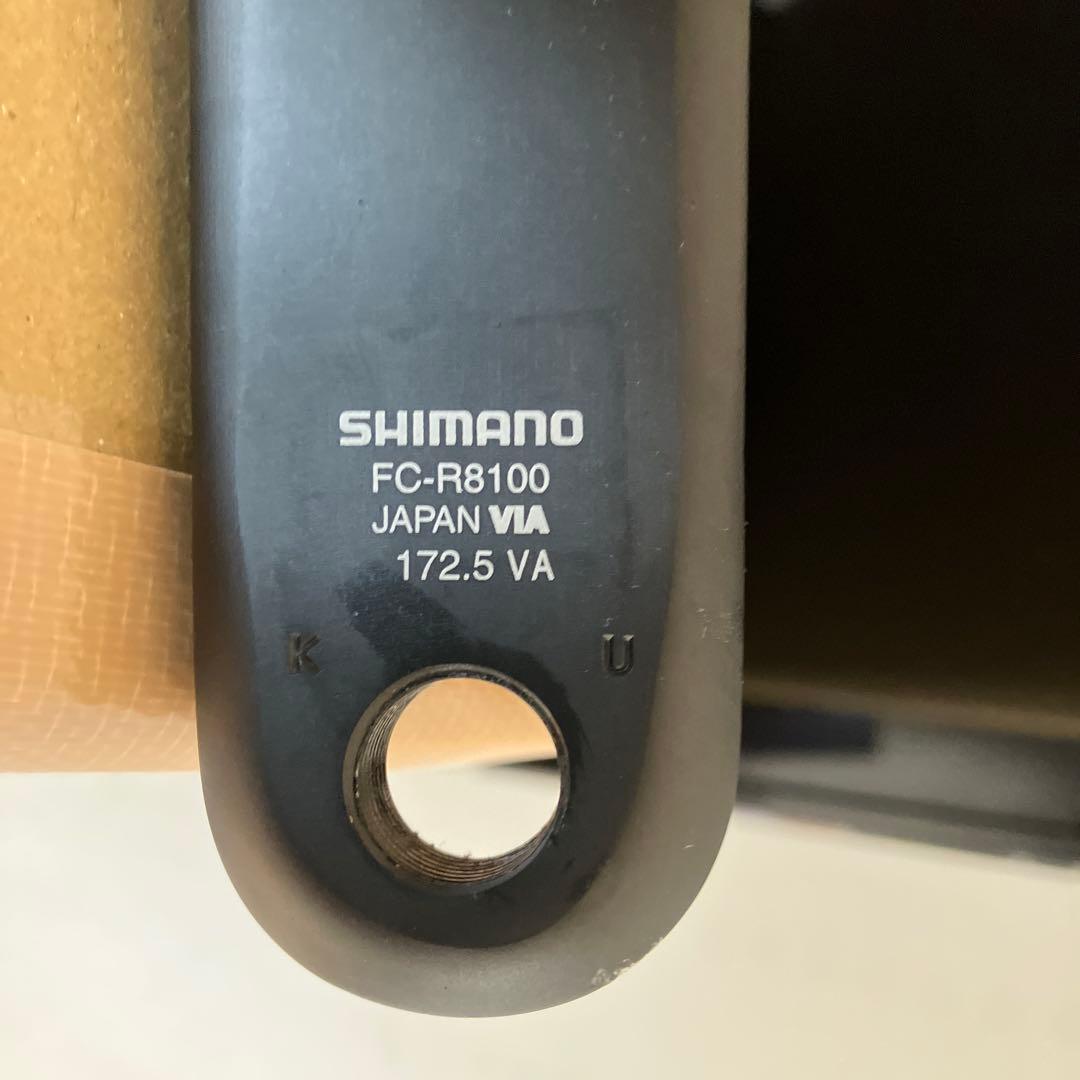 SHIMANO
FC-R8100
JAPAN VIA
172.5 VA
K U